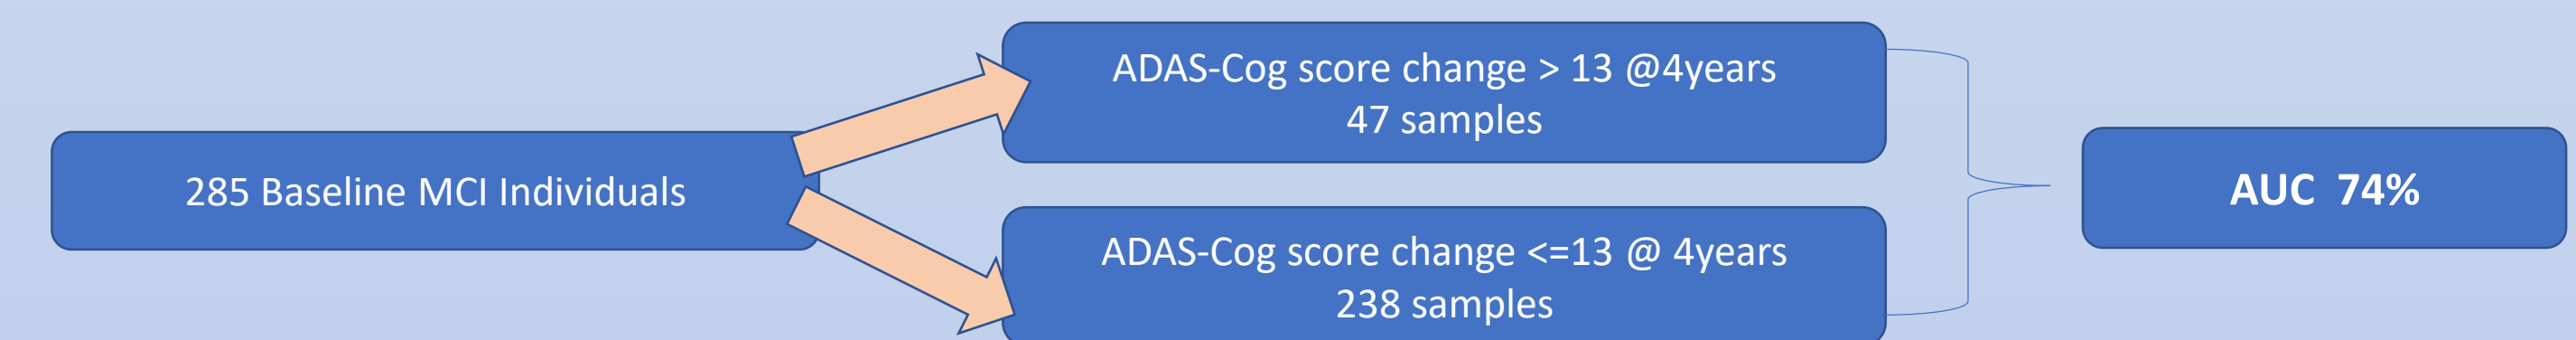 285 Baseline MCI Individuals
ADAS-Cog score change > 13 @4years
47 samples
ADAS-Cog score change <=13 @ 4years
238 samples
AUC 74%